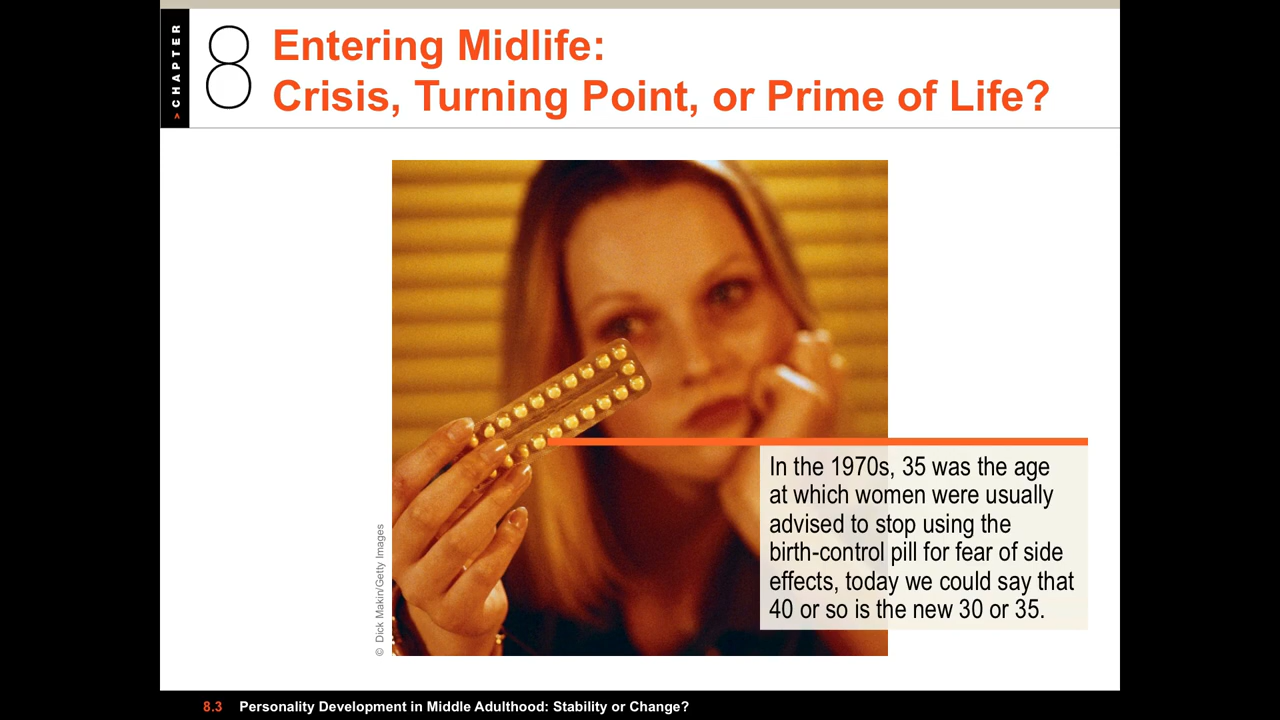 > CHAPTER
8
Entering Midlife:
Crisis, Turning Point, or Prime of Life?
© Dick Makin/Getty Images
In the 1970s, 35 was the age
at which women were usually
advised to stop using the
birth-control pill for fear of side
effects, today we could say that
40 or so is the new 30 or 35.
8.3 Personality Development in Middle Adulthood: Stability or Change?